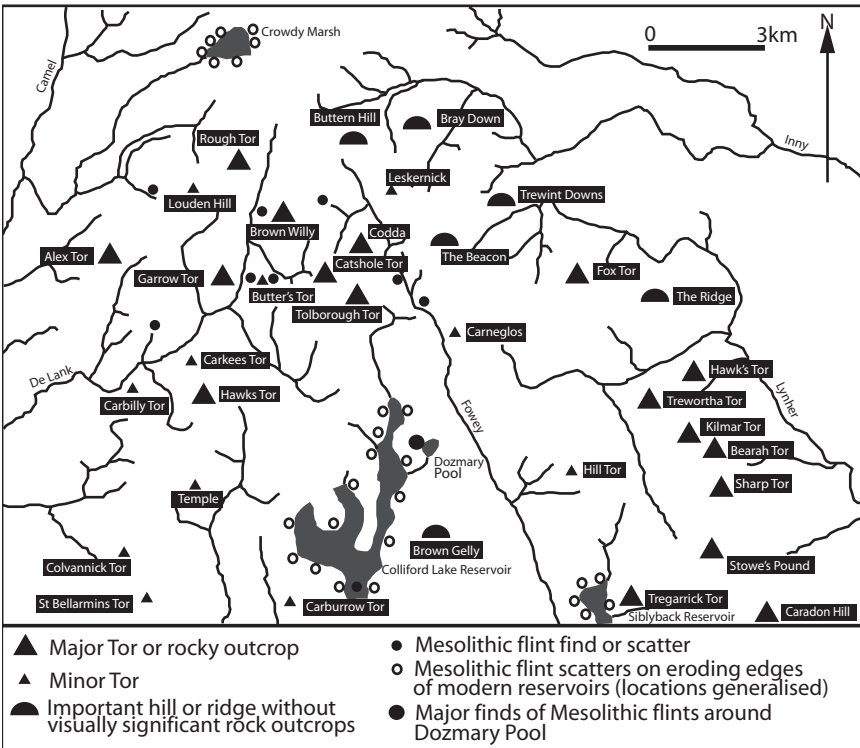 Crowdy Marsh
0 3km
N
Camel
Buttern Hill
Bray Down
Rough Tor
Inny
Leskernick
Louden Hill
Trewint Downs
Brown Willy
Codda
Alex Tor
The Beacon
Catshole Tor
Garrow Tor
Fox Tor
Butter's Tor
The Ridge
Tolborough Tor
Carneglos
Carkees Tor
Hawk's Tor
De Lank
Carbilly Tor
Hawks Tor
Trewortha Tor
Lynher
Fowey
Kilmar Tor
Bearah Tor
Dozmary
Pool
Hill Tor
Temple
Sharp Tor
Brown Gelly
Stowe's Pound
Colvannick Tor
Colliford Lake Reservoir
St Bellarmins Tor
Carburrow Tor
Tregarrick Tor
Siblyback Reservoir
Caradon Hill
Major Tor or rocky outcrop
Minor Tor
Important hill or ridge without
visually significant rock outcrops
Mesolithic flint find or scatter
Mesolithic flint scatters on eroding edges
of modern reservoirs (locations generalised)
Major finds of Mesolithic flints around
Dozmary Pool